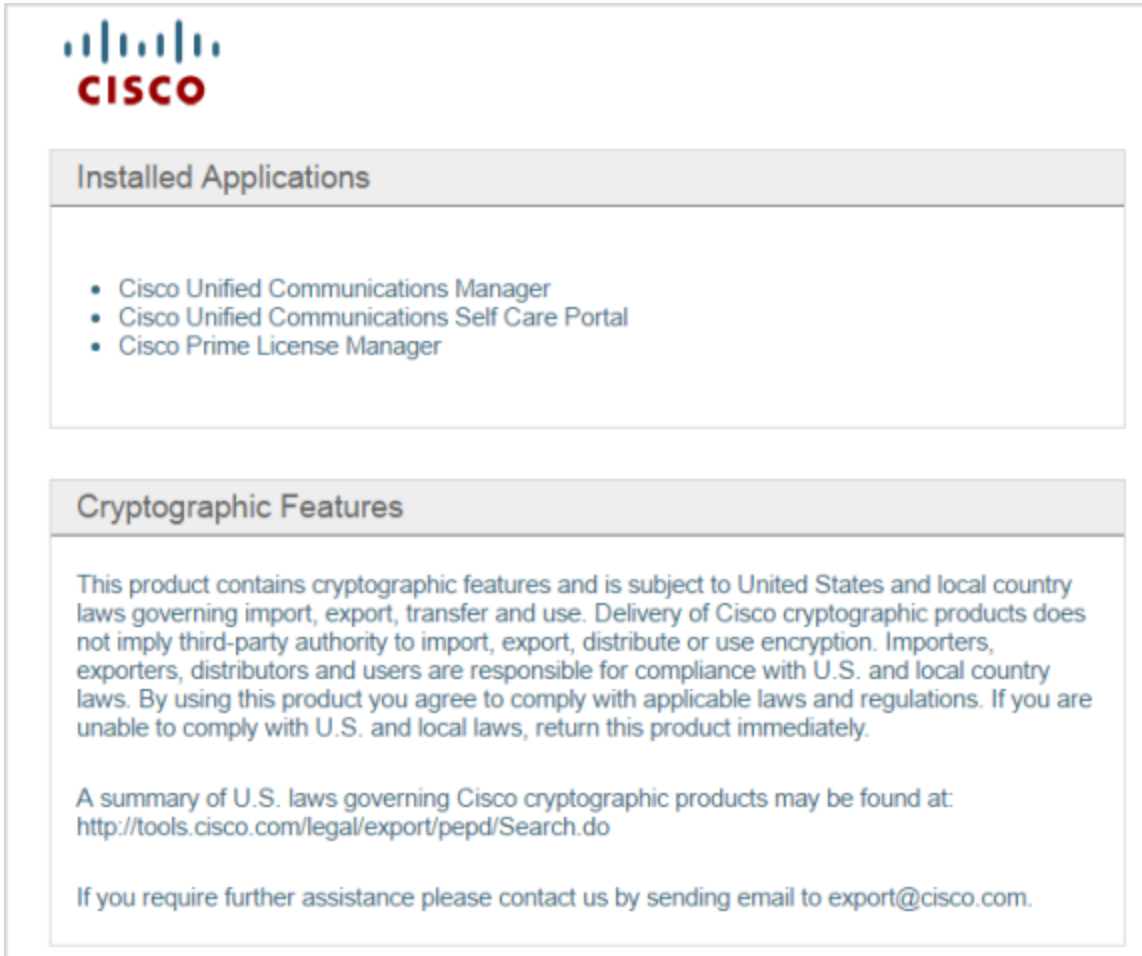 CISCO
Installed Applications
• Cisco Unified Communications Manager
• Cisco Unified Communications Self Care Portal
• Cisco Prime License Manager
Cryptographic Features
This product contains cryptographic features and is subject to United States and local country
laws governing import, export, transfer and use. Delivery of Cisco cryptographic products does
not imply third-party authority to import, export, distribute or use encryption. Importers,
exporters, distributors and users are responsible for compliance with U.S. and local country
laws. By using this product you agree to comply with applicable laws and regulations. If you are
unable to comply with U.S. and local laws, return this product immediately.
A summary of U.S. laws governing Cisco cryptographic products may be found at:
http://tools.cisco.com/legal/export/pepd/Search.do
If you require further assistance please contact us by sending email to export@cisco.com.